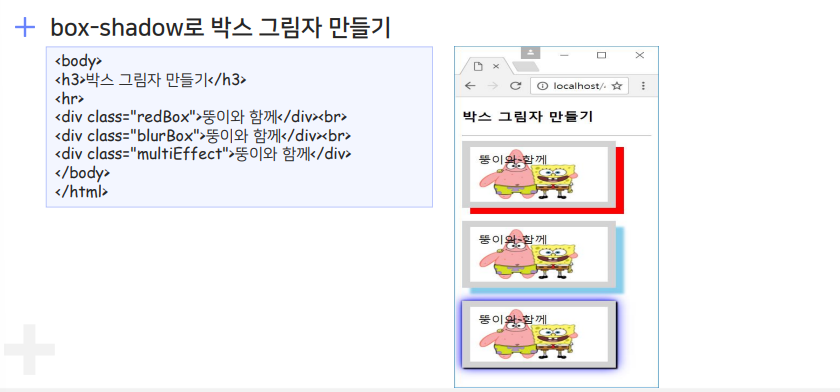 box-shadow로 박스 그림자 만들기
<body>
<h3>박스 그림자 만들기</h3>
<hr>
<div class="redBox">뚱이와 함께</div><br>
<div class="blurBox">뚱이와 함께</div><br>
<div class="multiEffect">뚱이와 함께</div>
</body>
</html>
localhost/
박스 그림자 만들기
뚱이와 함께
뚱이와 함께
뚱이와 함께